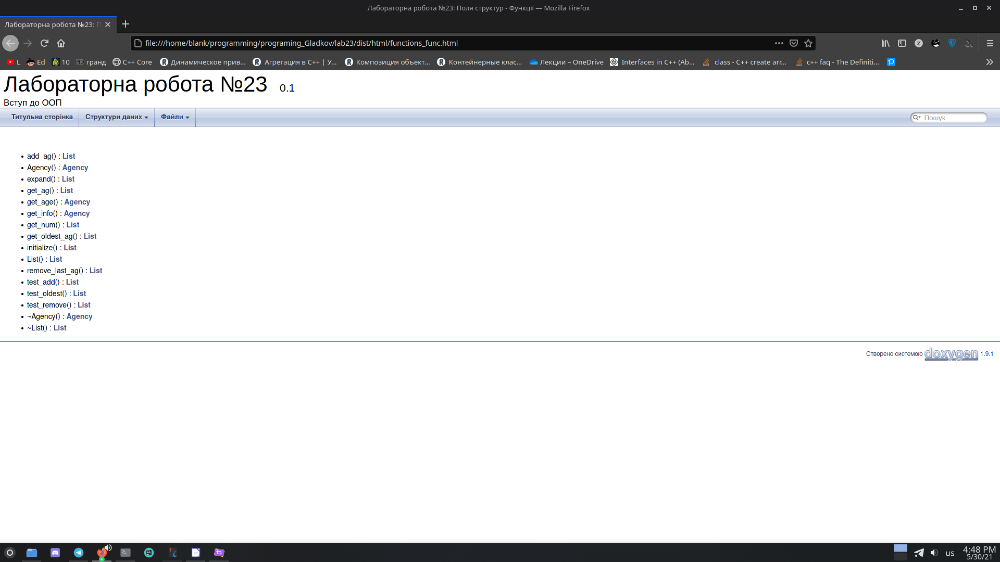 Лабораторна робота №23: Поля структур - Функції — Mozilla Firefox
Лабораторна робота №23: П
file:///home/blank/programming/programing_Gladkov/lab23/dist/html/functions_func.html
L Ed 10 гранд C++ Core Динамическое прив... Агрегация в C++ | У... Композиция объект... Контейнерные клас... Лекции – OneDrive Interfaces in C++ (Ab... class - C++ create arr... c++ faq - The Definiti...
Лабораторна робота №23 0.1
Вступ до ООП
Титульна сторінка Структури даних Файли Пошук
add_ag() : List
Agency() : Agency
expand() : List
get_ag() : List
get_age() : Agency
get_info() : Agency
get_num() : List
get_oldest_ag() : List
initialize() : List
List() : List
remove_last_ag() : List
test_add() : List
test_oldest() : List
test_remove() : List
~Agency() : Agency
~List() : List
Створено системою doxygen 1.9.1
us 4:48 PM
5/30/21